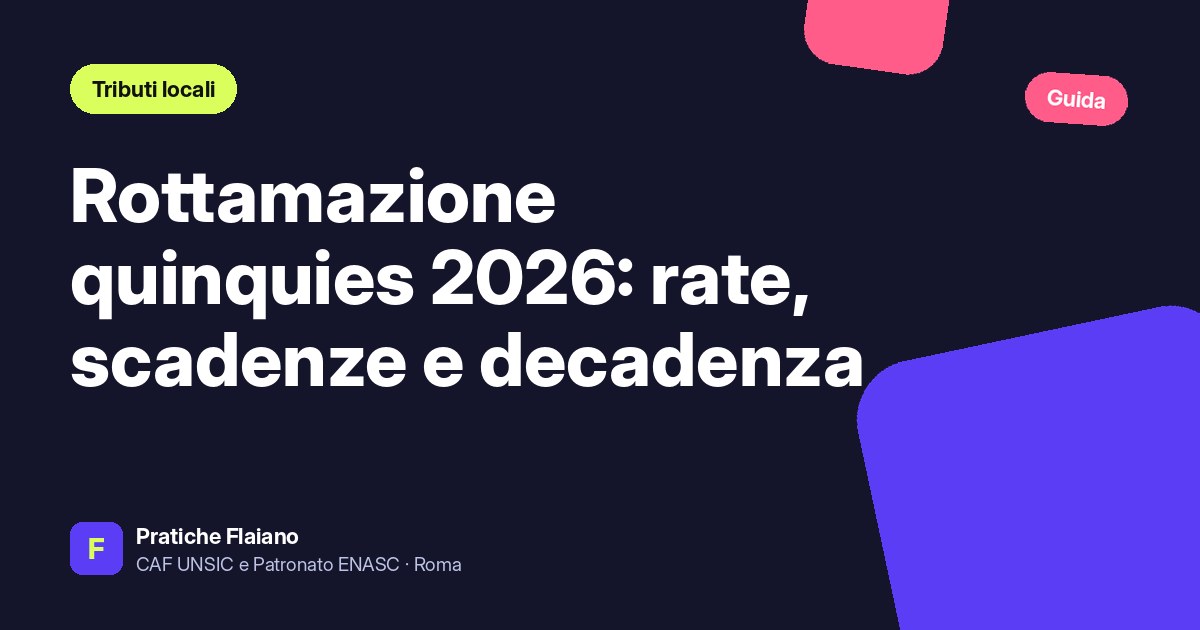 Tributi locali
Guida
Rottamazione
quinquies 2026: rate,
scadenze e decadenza
F
Pratiche Flaiano
CAF UNSIC e Patronato ENASC · Roma